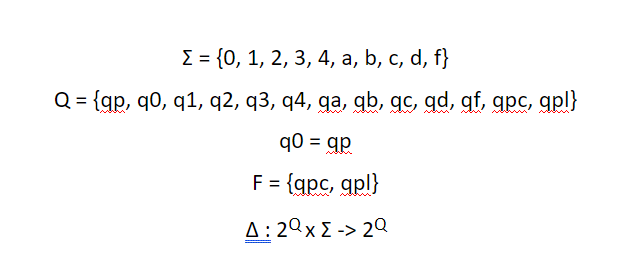 Σ = {0, 1, 2, 3, 4, a, b, c, d, f}
Q = {qp, q0, q1, q2, q3, q4, qa, qb, qc, qd, qf, qpc, qpl}
q0 = qp
F = {qpc, qpl}
Δ : 2^Q x Σ -> 2^Q